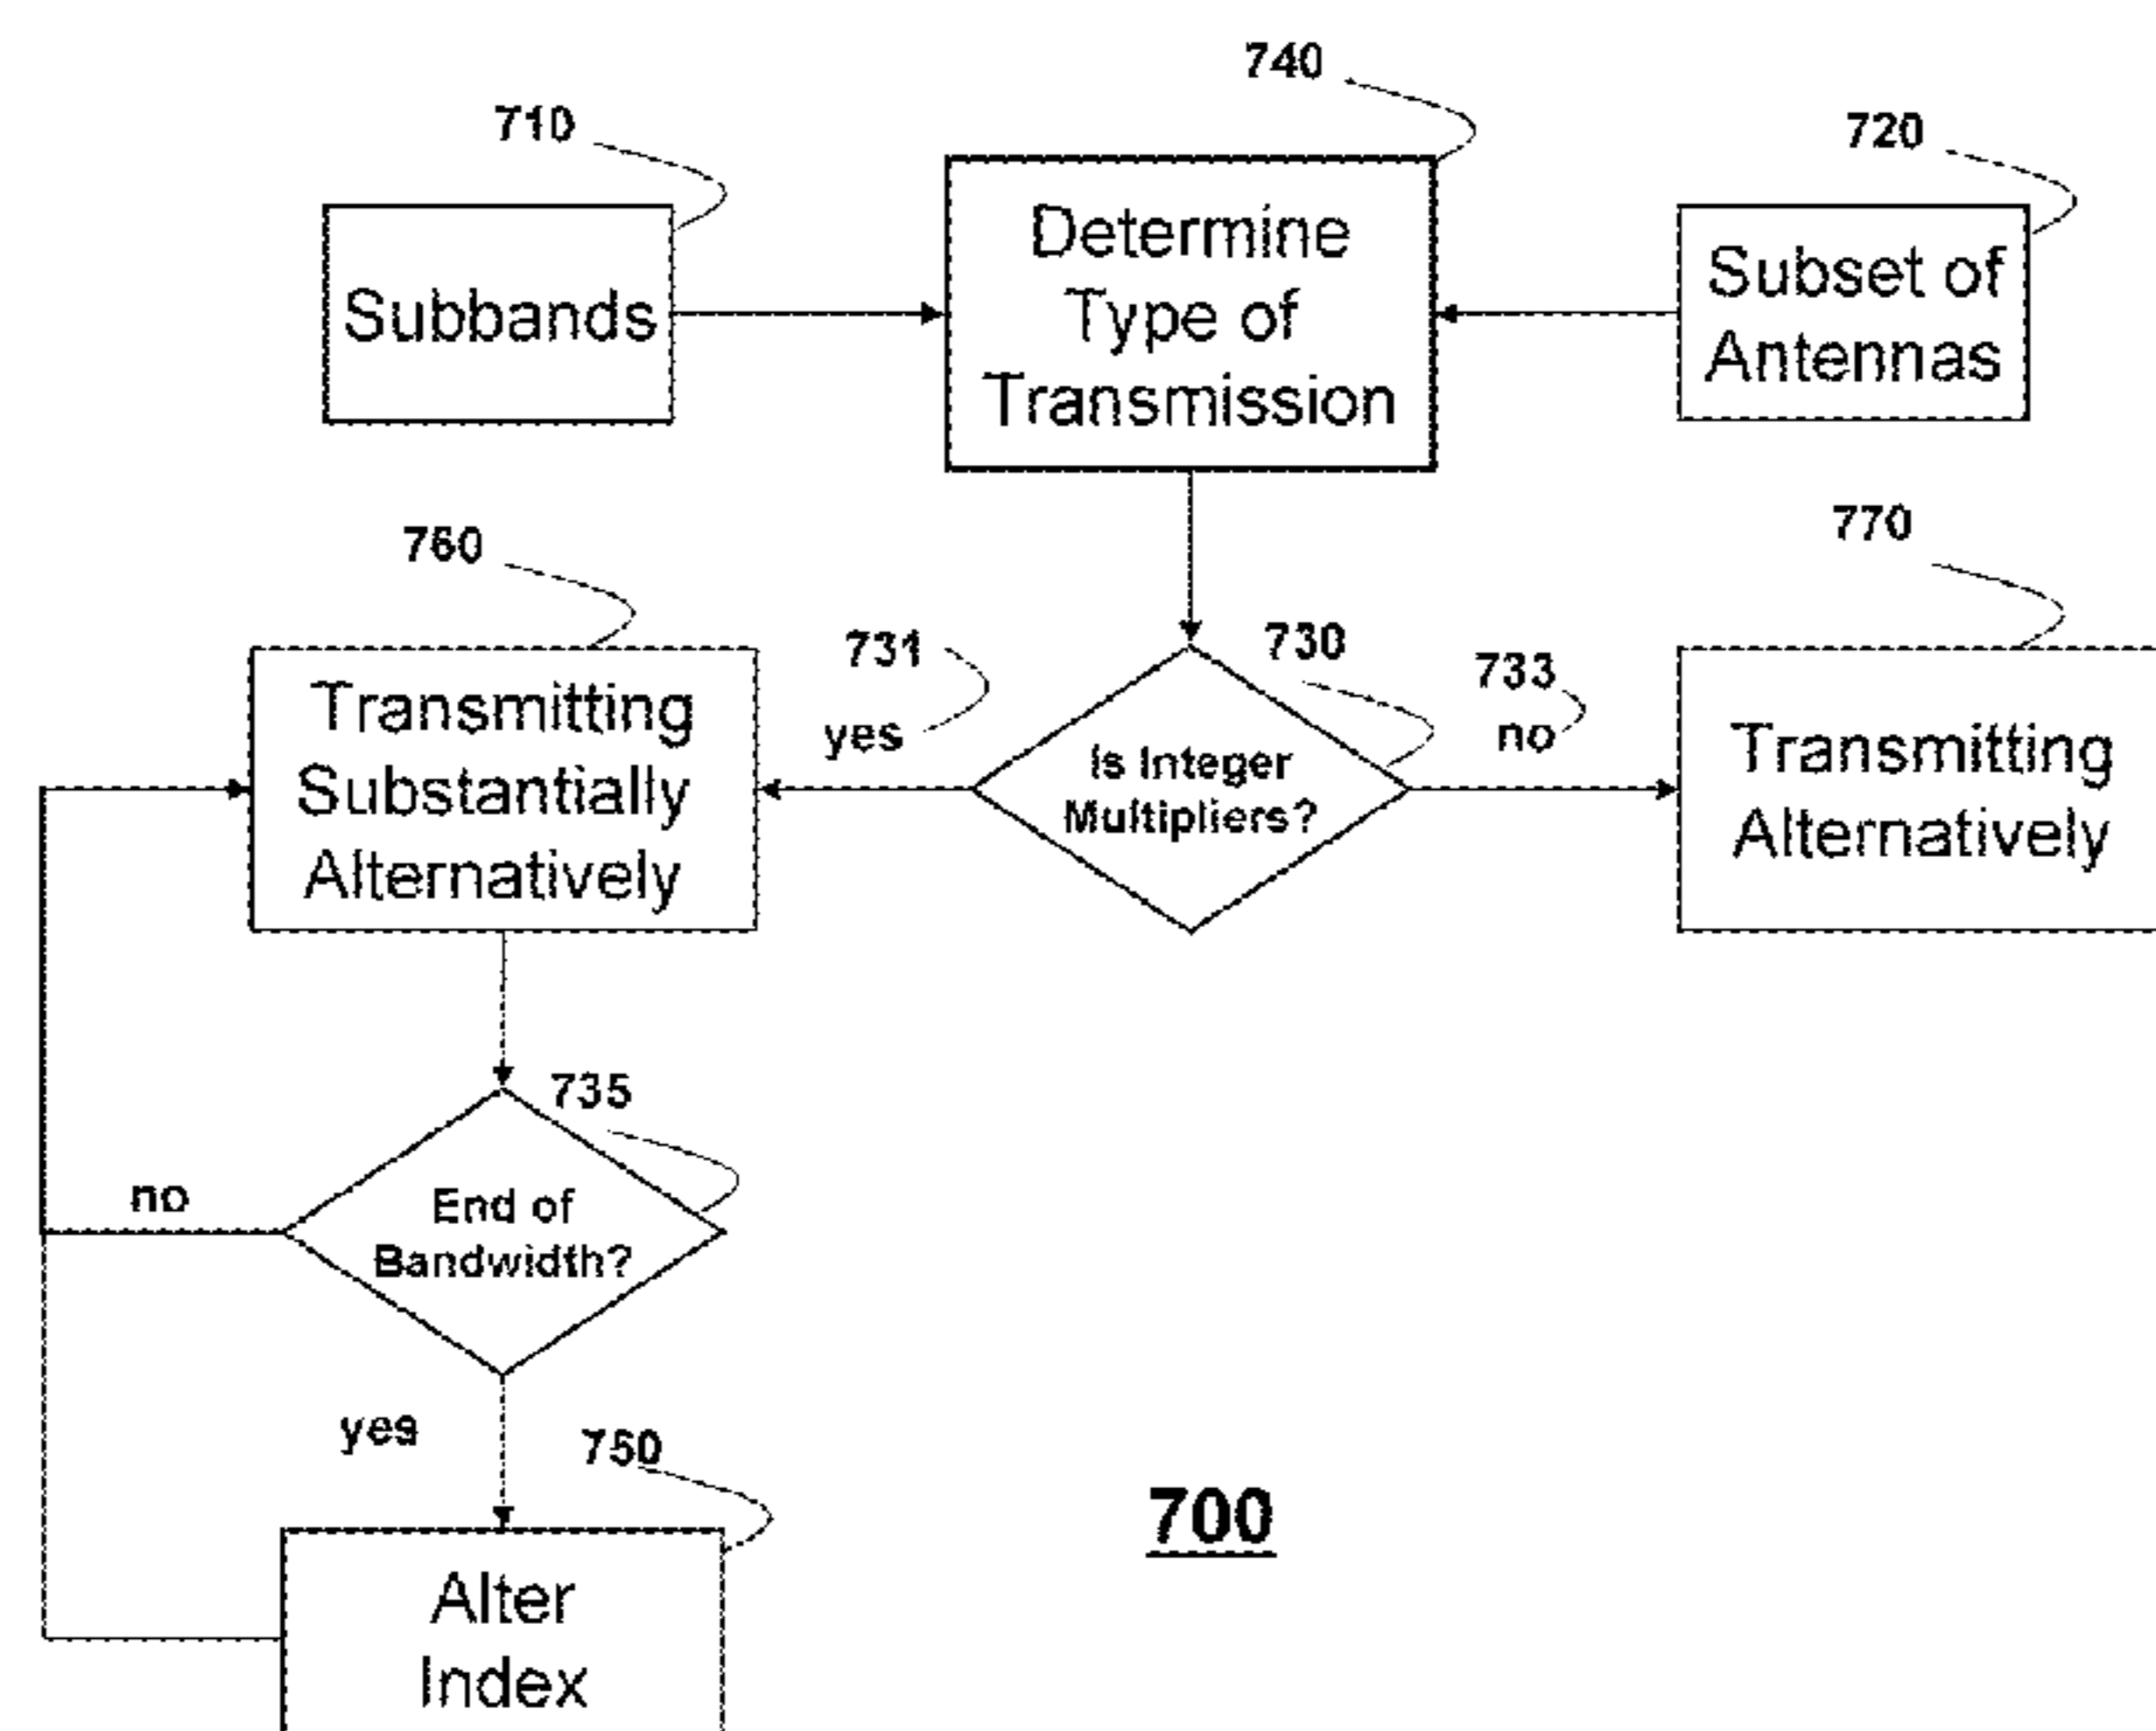 740
710
720
Subbands
Determine
Type of
Transmission
Subset of
Antennas
760
770
731
730
733
yes
no
Transmitting
Substantially
Alternatively
Is Integer
Multipliers?
Transmitting
Alternatively
735
no
End of
Bandwidth?
yes
750
700
Alter
Index